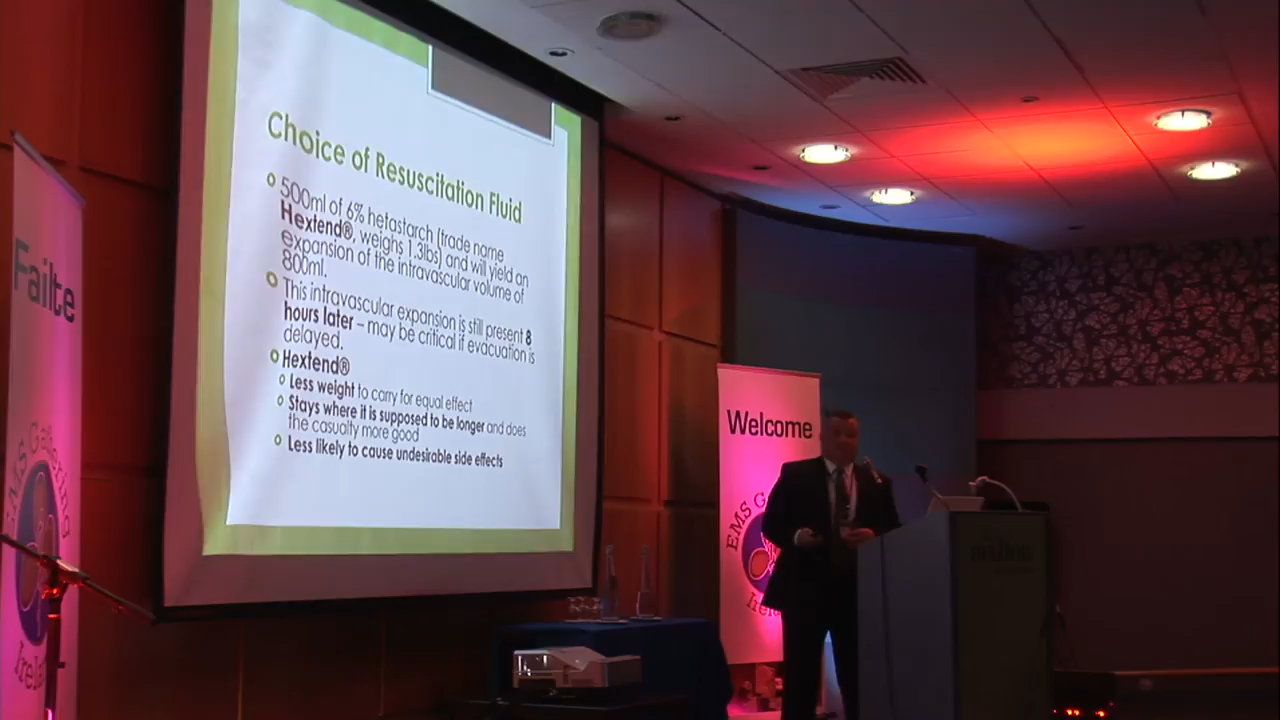 Choice of Resuscitation Fluid
500ml of 6% hetastarch (trade name
Hextend®, weighs 1.3lbs) and will yield an
expansion of the intravascular volume of
800ml.
This intravascular expansion is still present 8
hours later – may be critical if evacuation is
delayed.
Hextend®
Less weight to carry for equal effect
Stays where it is supposed to be longer and does
the casualty more good
Less likely to cause undesirable side effects
Failte
EMS Gathering
Irela
Welcome
EMS G
Irel